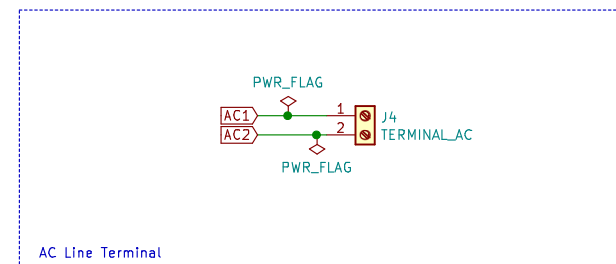 PWR_FLAG
AC1 1 J4
AC2 2 TERMINAL_AC
PWR_FLAG
AC Line Terminal